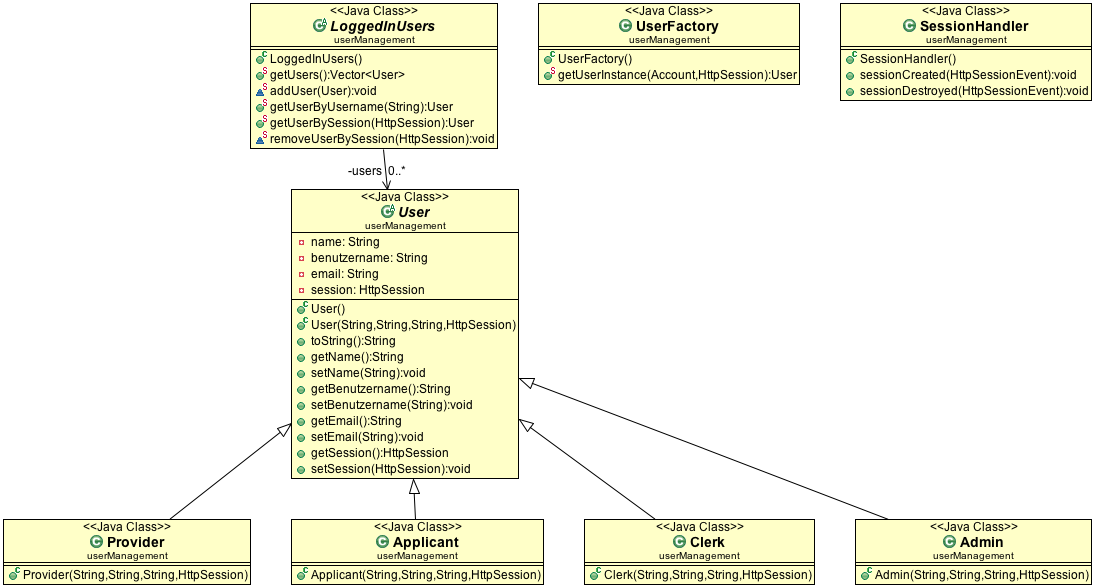 <<Java Class>>
LoggedInUsers
userManagement
LoggedInUsers()
getUsers():Vector<User>
addUser(User):void
getUserByUsername(String):User
getUserBySession(HttpSession):User
removeUserBySession(HttpSession):void
<<Java Class>>
UserFactory
userManagement
UserFactory()
getUserInstance(Account,HttpSession):User
<<Java Class>>
SessionHandler
userManagement
SessionHandler()
sessionCreated(HttpSessionEvent):void
sessionDestroyed(HttpSessionEvent):void
-users 0..*
<<Java Class>>
User
userManagement
name: String
benutzername: String
email: String
session: HttpSession
User()
User(String,String,String,HttpSession)
toString():String
getName():String
setName(String):void
getBenutzername():String
setBenutzername(String):void
getEmail():String
setEmail(String):void
getSession():HttpSession
setSession(HttpSession):void
<<Java Class>>
Provider
userManagement
Provider(String,String,String,HttpSession)
<<Java Class>>
Applicant
userManagement
Applicant(String,String,String,HttpSession)
<<Java Class>>
Clerk
userManagement
Clerk(String,String,String,HttpSession)
<<Java Class>>
Admin
userManagement
Admin(String,String,String,HttpSession)